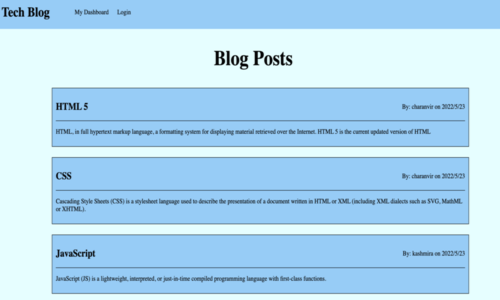 Tech Blog
My Dashboard Login
Blog Posts
HTML 5
By: charanvir on 2022/5/23
HTML, in full hypertext markup language, a formatting system for displaying material retrieved over the Internet. HTML 5 is the current updated version of HTML
CSS
By: charanvir on 2022/5/23
Cascading Style Sheets (CSS) is a stylesheet language used to describe the presentation of a document written in HTML or XML (including XML dialects such as SVG, MathML
or XHTML).
JavaScript
By: kashmira on 2022/5/23
JavaScript (JS) is a lightweight, interpreted, or just-in-time compiled programming language with first-class functions.